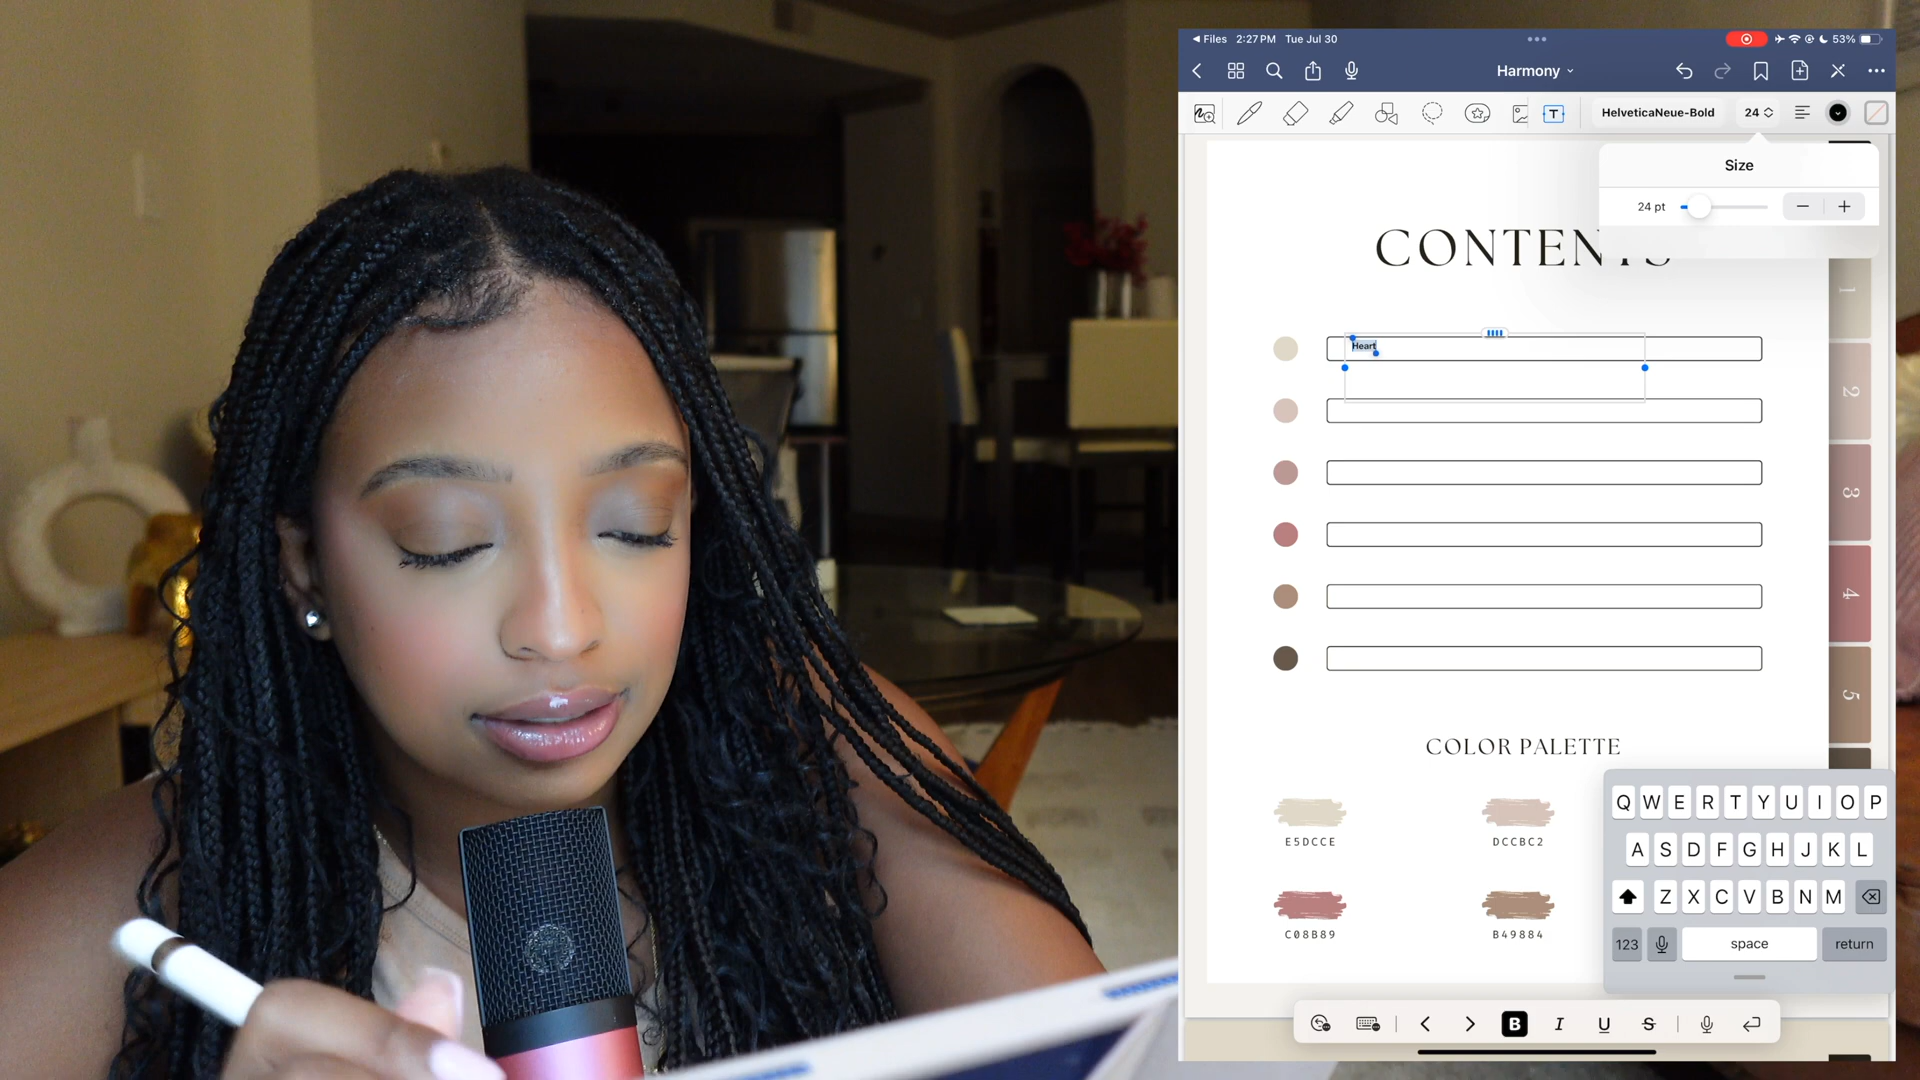 Files 2:27 PM Tue Jul 30 53%
Harmony
T HelveticaNeue-Bold 24
Size
24 pt
CONTENTS
Heart
1
2
3
4
5
COLOR PALETTE
E5DCCE DCCBC2
C08B89 B49884
Q W E R T Y U I O P
A S D F G H J K L
Z X C V B N M
123 space return
B I U S